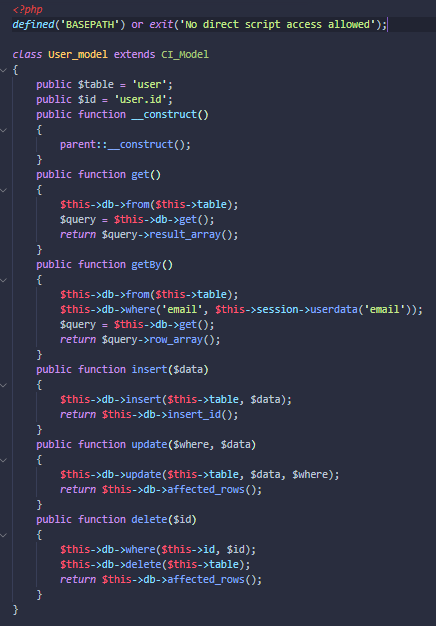 <?php
defined('BASEPATH') or exit('No direct script access allowed');

class User_model extends CI_Model
{
    public $table = 'user';
    public $id = 'user.id';
    public function __construct()
    {
        parent::__construct();
    }
    public function get()
    {
        $this->db->from($this->table);
        $query = $this->db->get();
        return $query->result_array();
    }
    public function getBy()
    {
        $this->db->from($this->table);
        $this->db->where('email', $this->session->userdata('email'));
        $query = $this->db->get();
        return $query->row_array();
    }
    public function insert($data)
    {
        $this->db->insert($this->table, $data);
        return $this->db->insert_id();
    }
    public function update($where, $data)
    {
        $this->db->update($this->table, $data, $where);
        return $this->db->affected_rows();
    }
    public function delete($id)
    {
        $this->db->where($this->id, $id);
        $this->db->delete($this->table);
        return $this->db->affected_rows();
    }
}